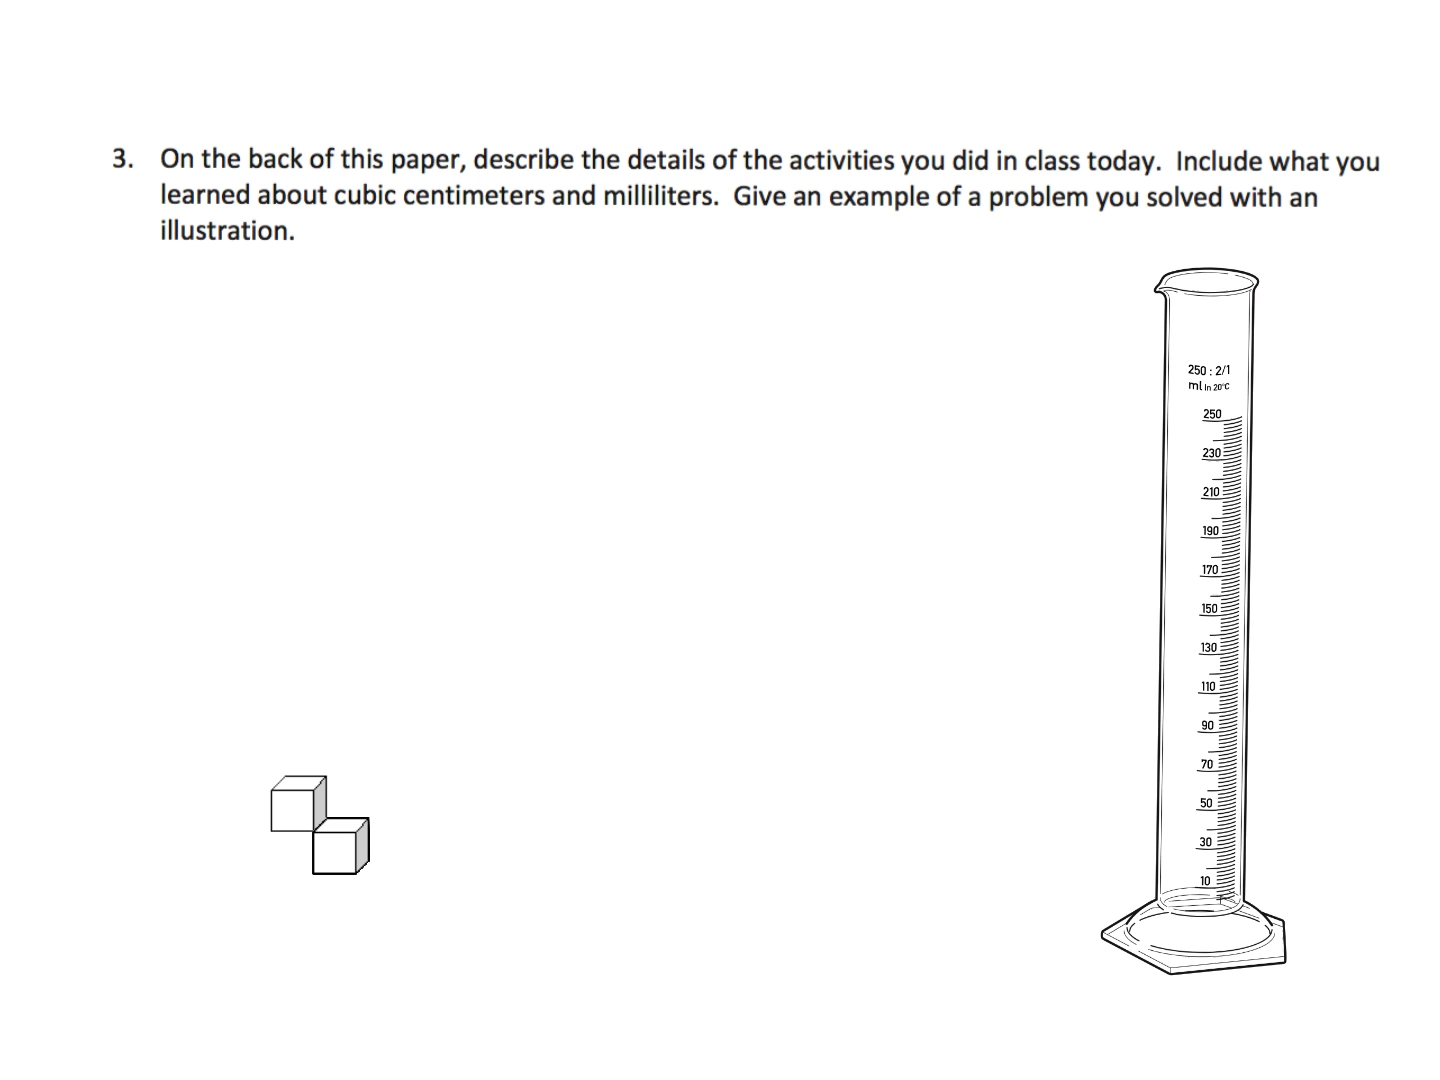 3. On the back of this paper, describe the details of the activities you did in class today. Include what you
learned about cubic centimeters and milliliters. Give an example of a problem you solved with an
illustration.
250 : 2/1
ml in 20°C
250
230
210
190
170
150
130
110
90
70
50
30
10